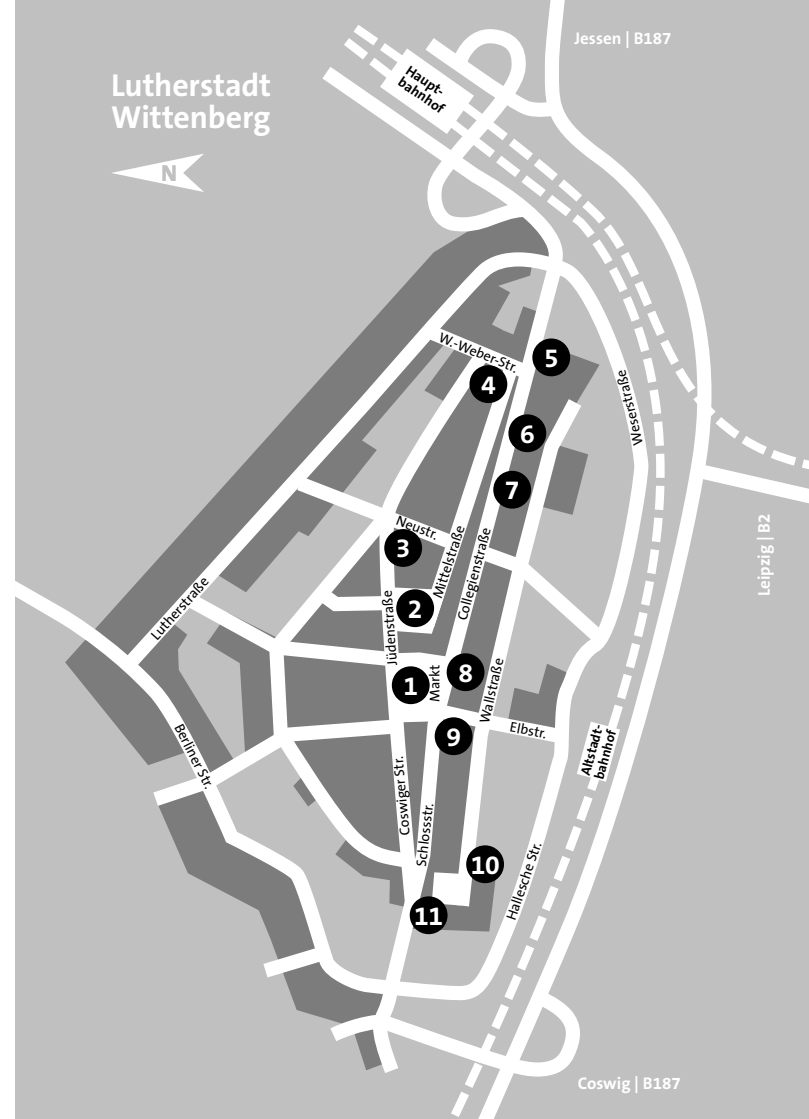 Jessen | B187
Haupt-
bahnhof
Lutherstadt
Wittenberg
N
W.-Weber-Str.
5
4
Weserstraße
6
7
Neustr.
3
Mittelstraße
Collegienstraße
Leipzig | B2
Lutherstraße
2
Jüdenstraße
8
1
Markt
Wallstraße
Elbstr.
9
Berliner Str.
Altstadt-
bahnhof
Coswiger Str.
Schlossstr.
10
Hallesche Str.
11
Coswig | B187